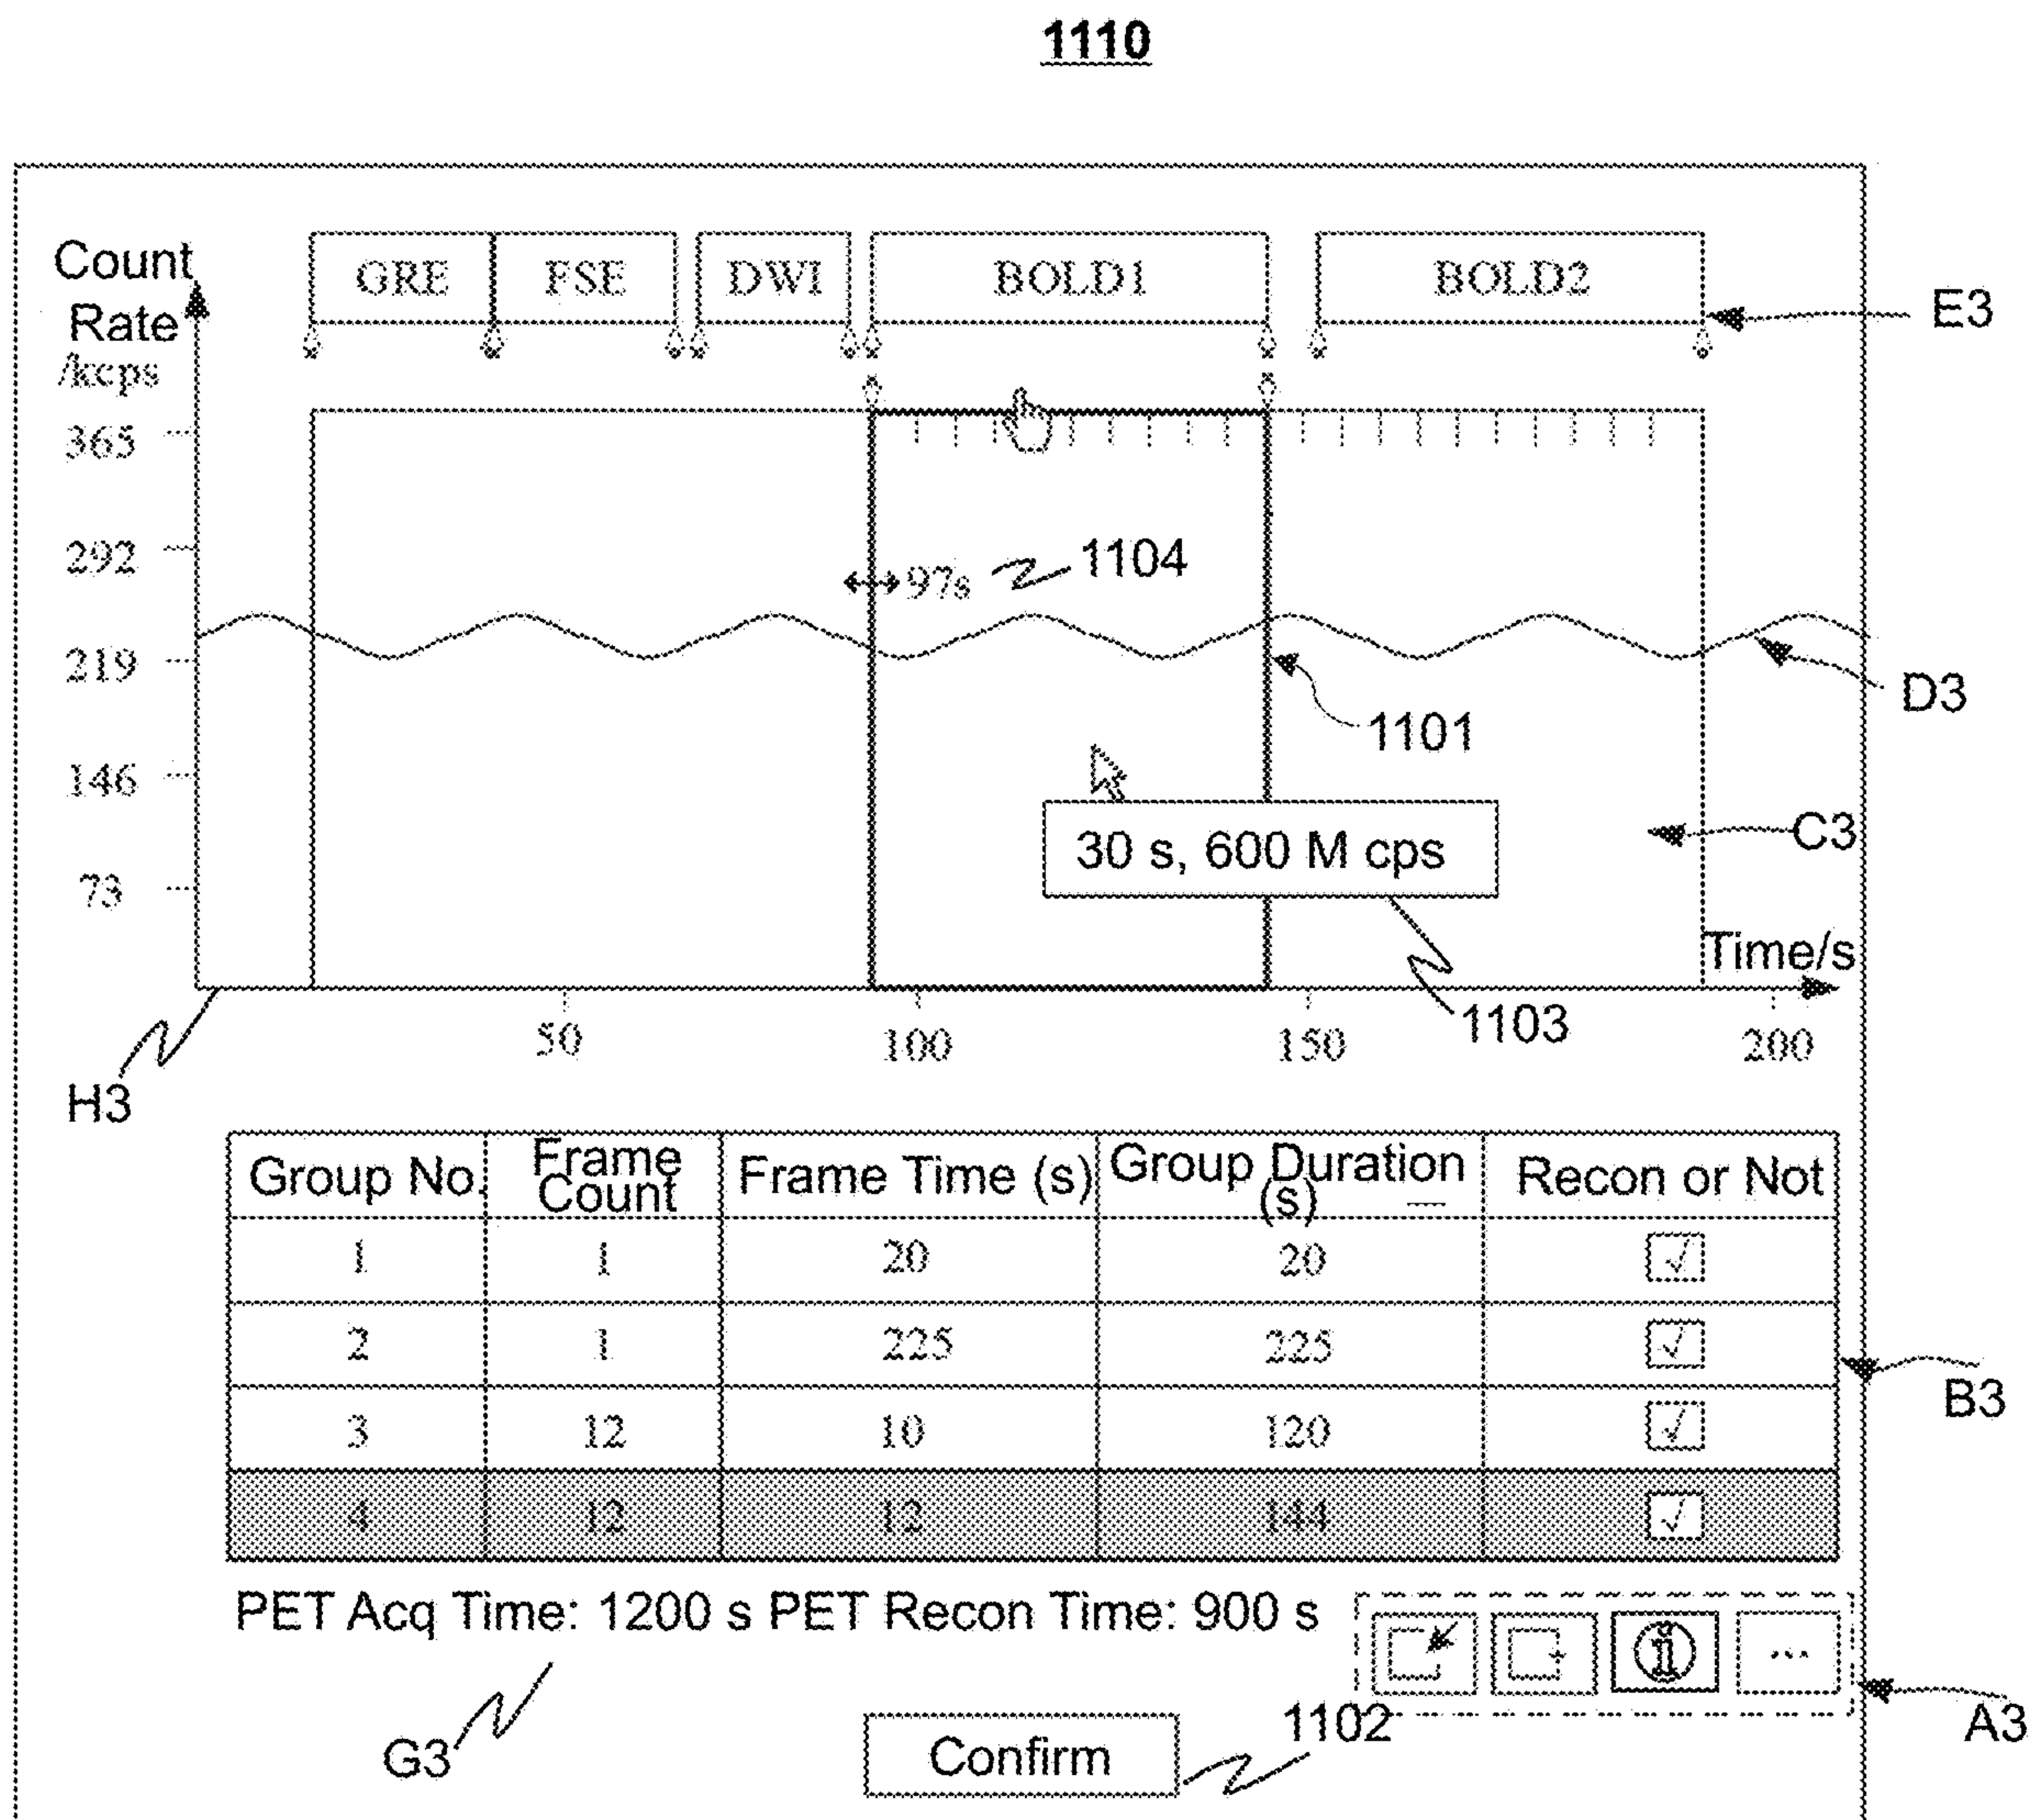 1110
Count
Rate
/kcps
GRE FSE DWI BOLD1 BOLD2
E3
365
292
219
146
73
97s
1104
D3
1101
30 s, 600 M cps
C3
Time/s
1103
50 100 150 200
H3
Group No. Frame Count Frame Time (s) Group Duration (s) Recon or Not
1 1 20 20 √
2 1 225 225 √
3 12 10 120 √
4 12 12 144 √
B3
PET Acq Time: 1200 s PET Recon Time: 900 s
i ...
A3
G3
Confirm
1102